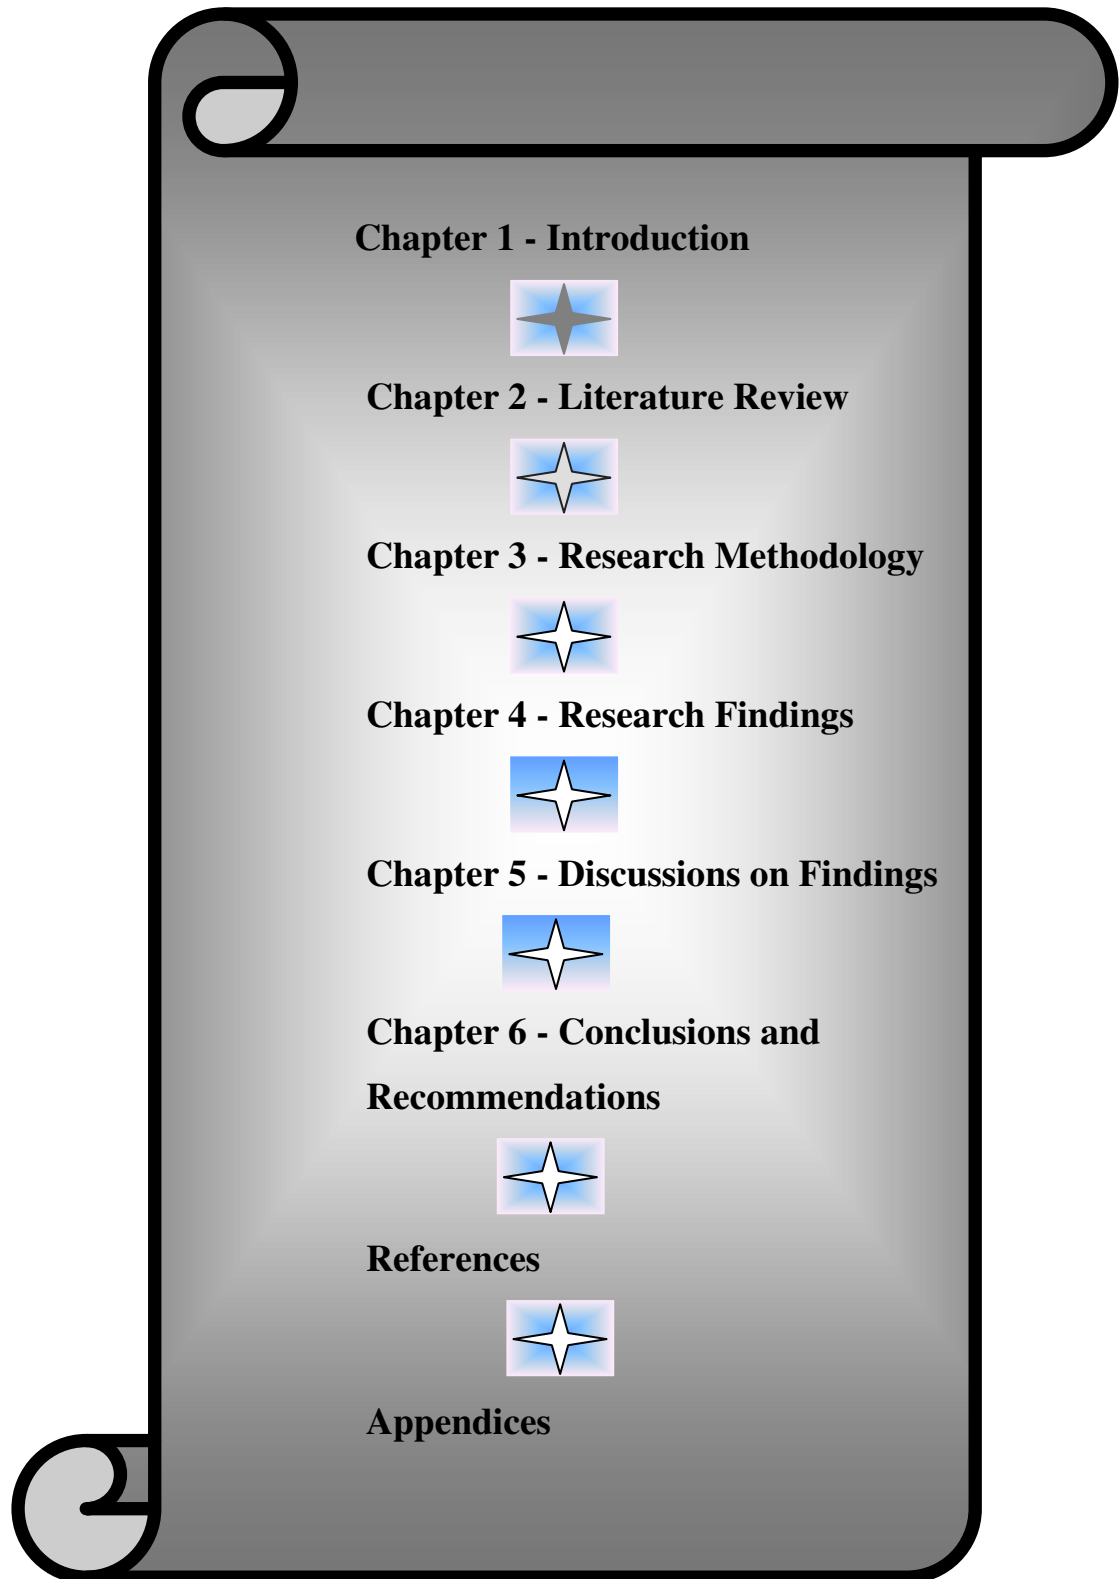 Chapter 1 - Introduction
Chapter 2 - Literature Review
Chapter 3 - Research Methodology
Chapter 4 - Research Findings
Chapter 5 - Discussions on Findings
Chapter 6 - Conclusions and
Recommendations
References
Appendices